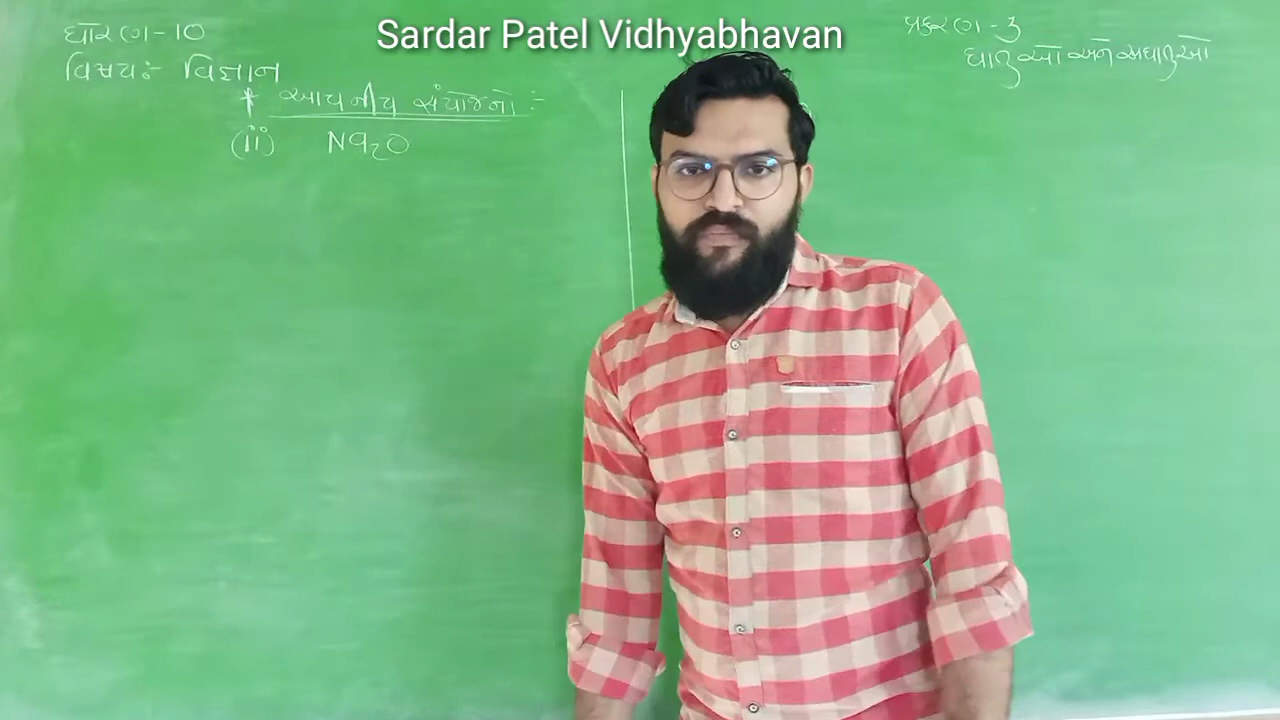 Sardar Patel Vidhyabhavan
ધોરણ-10
વિષય:- વિજ્ઞાન
પ્રકરણ-3
ધાતુઓ અને અધાતુઓ
* આયનીય સંયોજનો :-
(ii) Na₂O